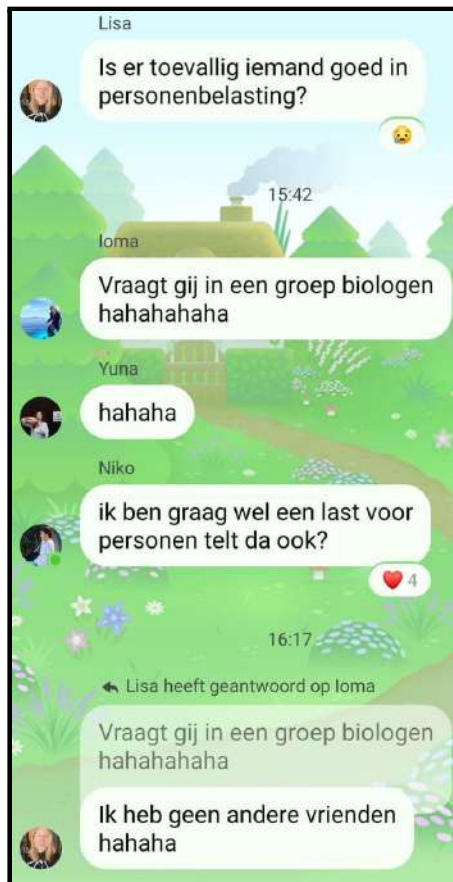 Lisa
Is er toevallig iemand goed in
personenbelasting?
15:42
Ioma
Vraagt gij in een groep biologen
hahahahaha
Yuna
hahaha
Niko
ik ben graag wel een last voor
personen telt da ook?
4
16:17
Lisa heeft geantwoord op Ioma
Vraagt gij in een groep biologen
hahahahaha
Ik heb geen andere vrienden
hahaha